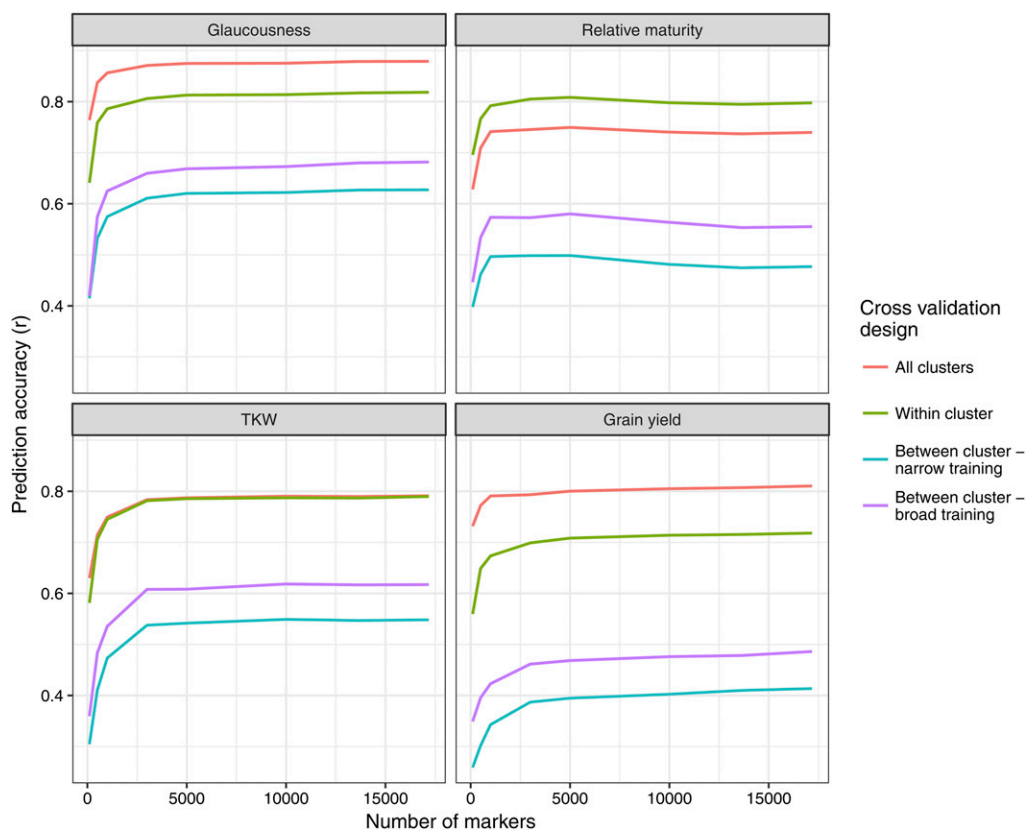 Glaucousness
Relative maturity
0.8
0.6
0.4
TKW
Grain yield
0.8
0.6
0.4
0 5000 10000 15000
0 5000 10000 15000
Prediction accuracy (r)
Number of markers
Cross validation
design
All clusters
Within cluster
Between cluster –
narrow training
Between cluster –
broad training